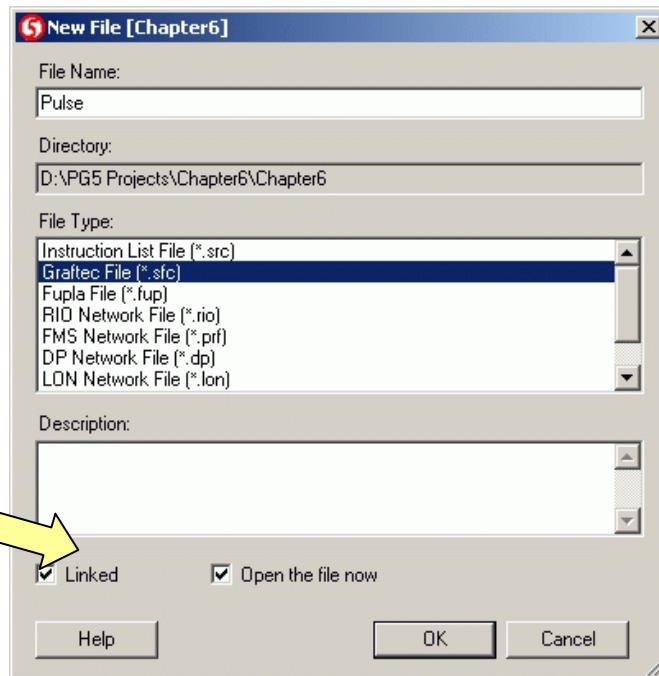 New File [Chapter6]
File Name:
Pulse
Directory:
D:\PG5 Projects\Chapter6\Chapter6
File Type:
Instruction List File (*.src)
Graftec File (*.sfc)
Fupla File (*.fup)
RIO Network File (*.rio)
FMS Network File (*.prf)
DP Network File (*.dp)
LON Network File (*.lon)
Description:
Linked
Open the file now
Help
OK
Cancel